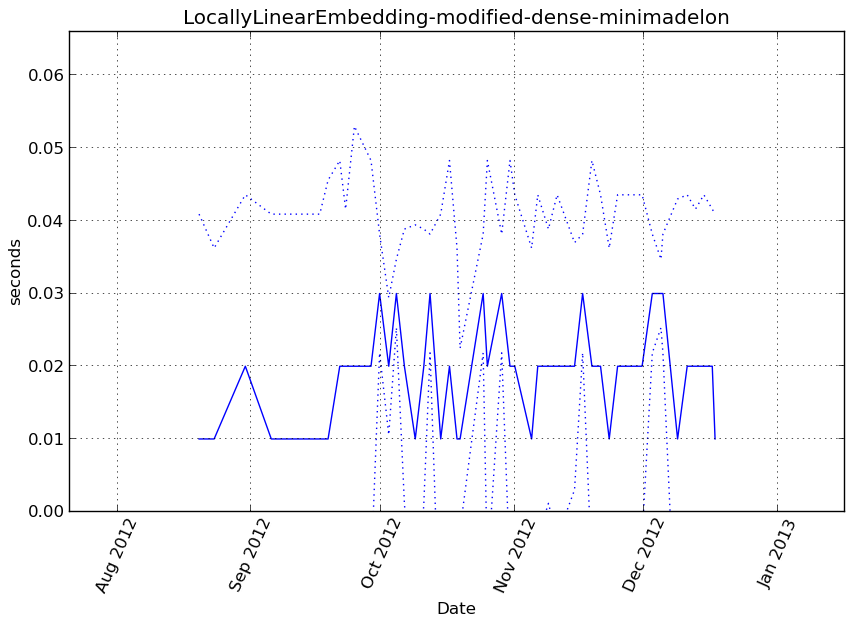 LocallyLinearEmbedding-modified-dense-minimadelon
0.06
0.05
0.04
0.03
0.02
0.01
0.00
seconds
Aug 2012
Sep 2012
Oct 2012
Nov 2012
Dec 2012
Jan 2013
Date